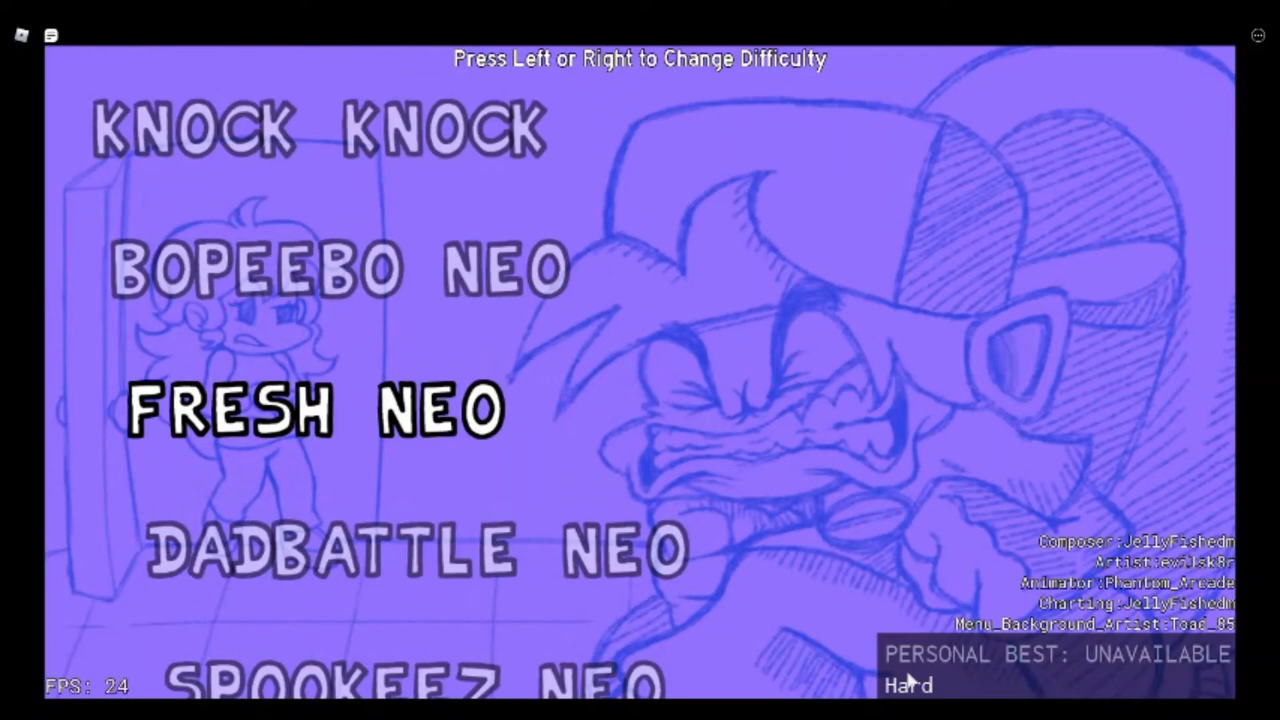 Press Left or Right to Change Difficulty
KNOCK KNOCK
BOPEEBO NEO
FRESH NEO
DADBATTLE NEO
SPOOKEEZ NEO
Composer:JellyFishedm
Artist:evilsk8r
Animator:Phantom_Arcade
Charting:JellyFishedm
Menu_Background_Artist:Toad_85
PERSONAL BEST: UNAVAILABLE
Hard
FPS: 24